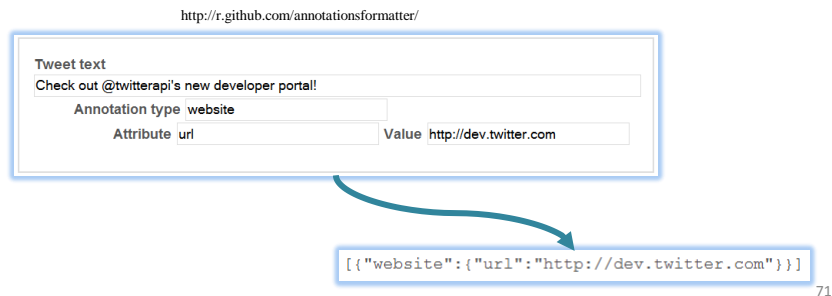 http://r.github.com/annotationsformatter/
Tweet text
Check out @twitterapi's new developer portal!
Annotation type website
Attribute url Value http://dev.twitter.com
[{"website":{"url":"http://dev.twitter.com"}}]
71